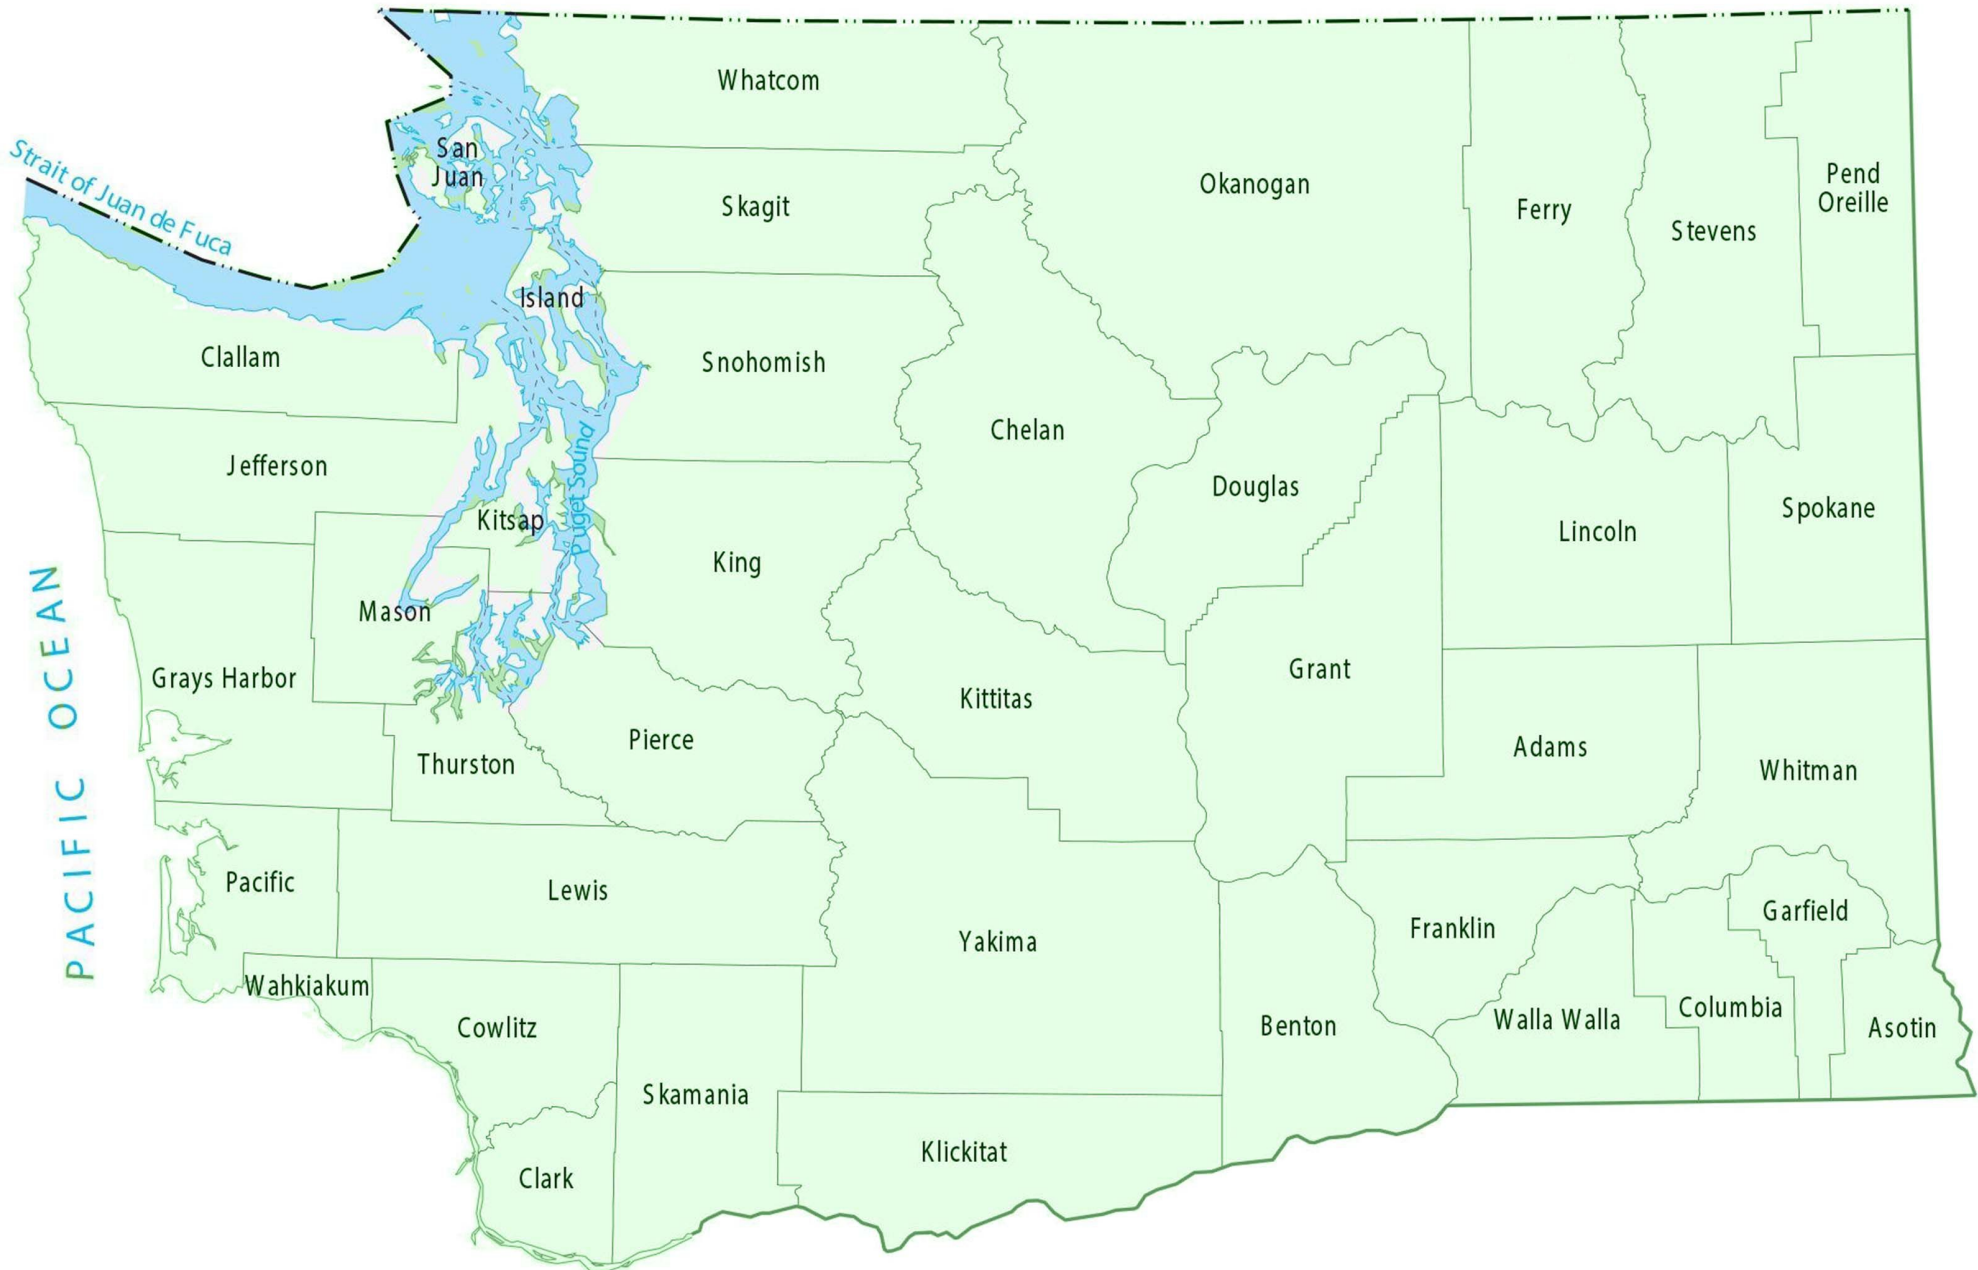 Whatcom
San
Juan
Strait of Juan de Fuca
Skagit
Okanogan
Ferry
Stevens
Pend
Oreille
Island
Clallam
Snohomish
Chelan
Jefferson
Puget Sound
Kitsap
King
Douglas
Lincoln
Spokane
Mason
Grays Harbor
PACIFIC OCEAN
Kittitas
Grant
Thurston
Pierce
Adams
Whitman
Pacific
Lewis
Yakima
Franklin
Garfield
Wahkiakum
Cowlitz
Benton
Walla Walla
Columbia
Asotin
Skamania
Klickitat
Clark